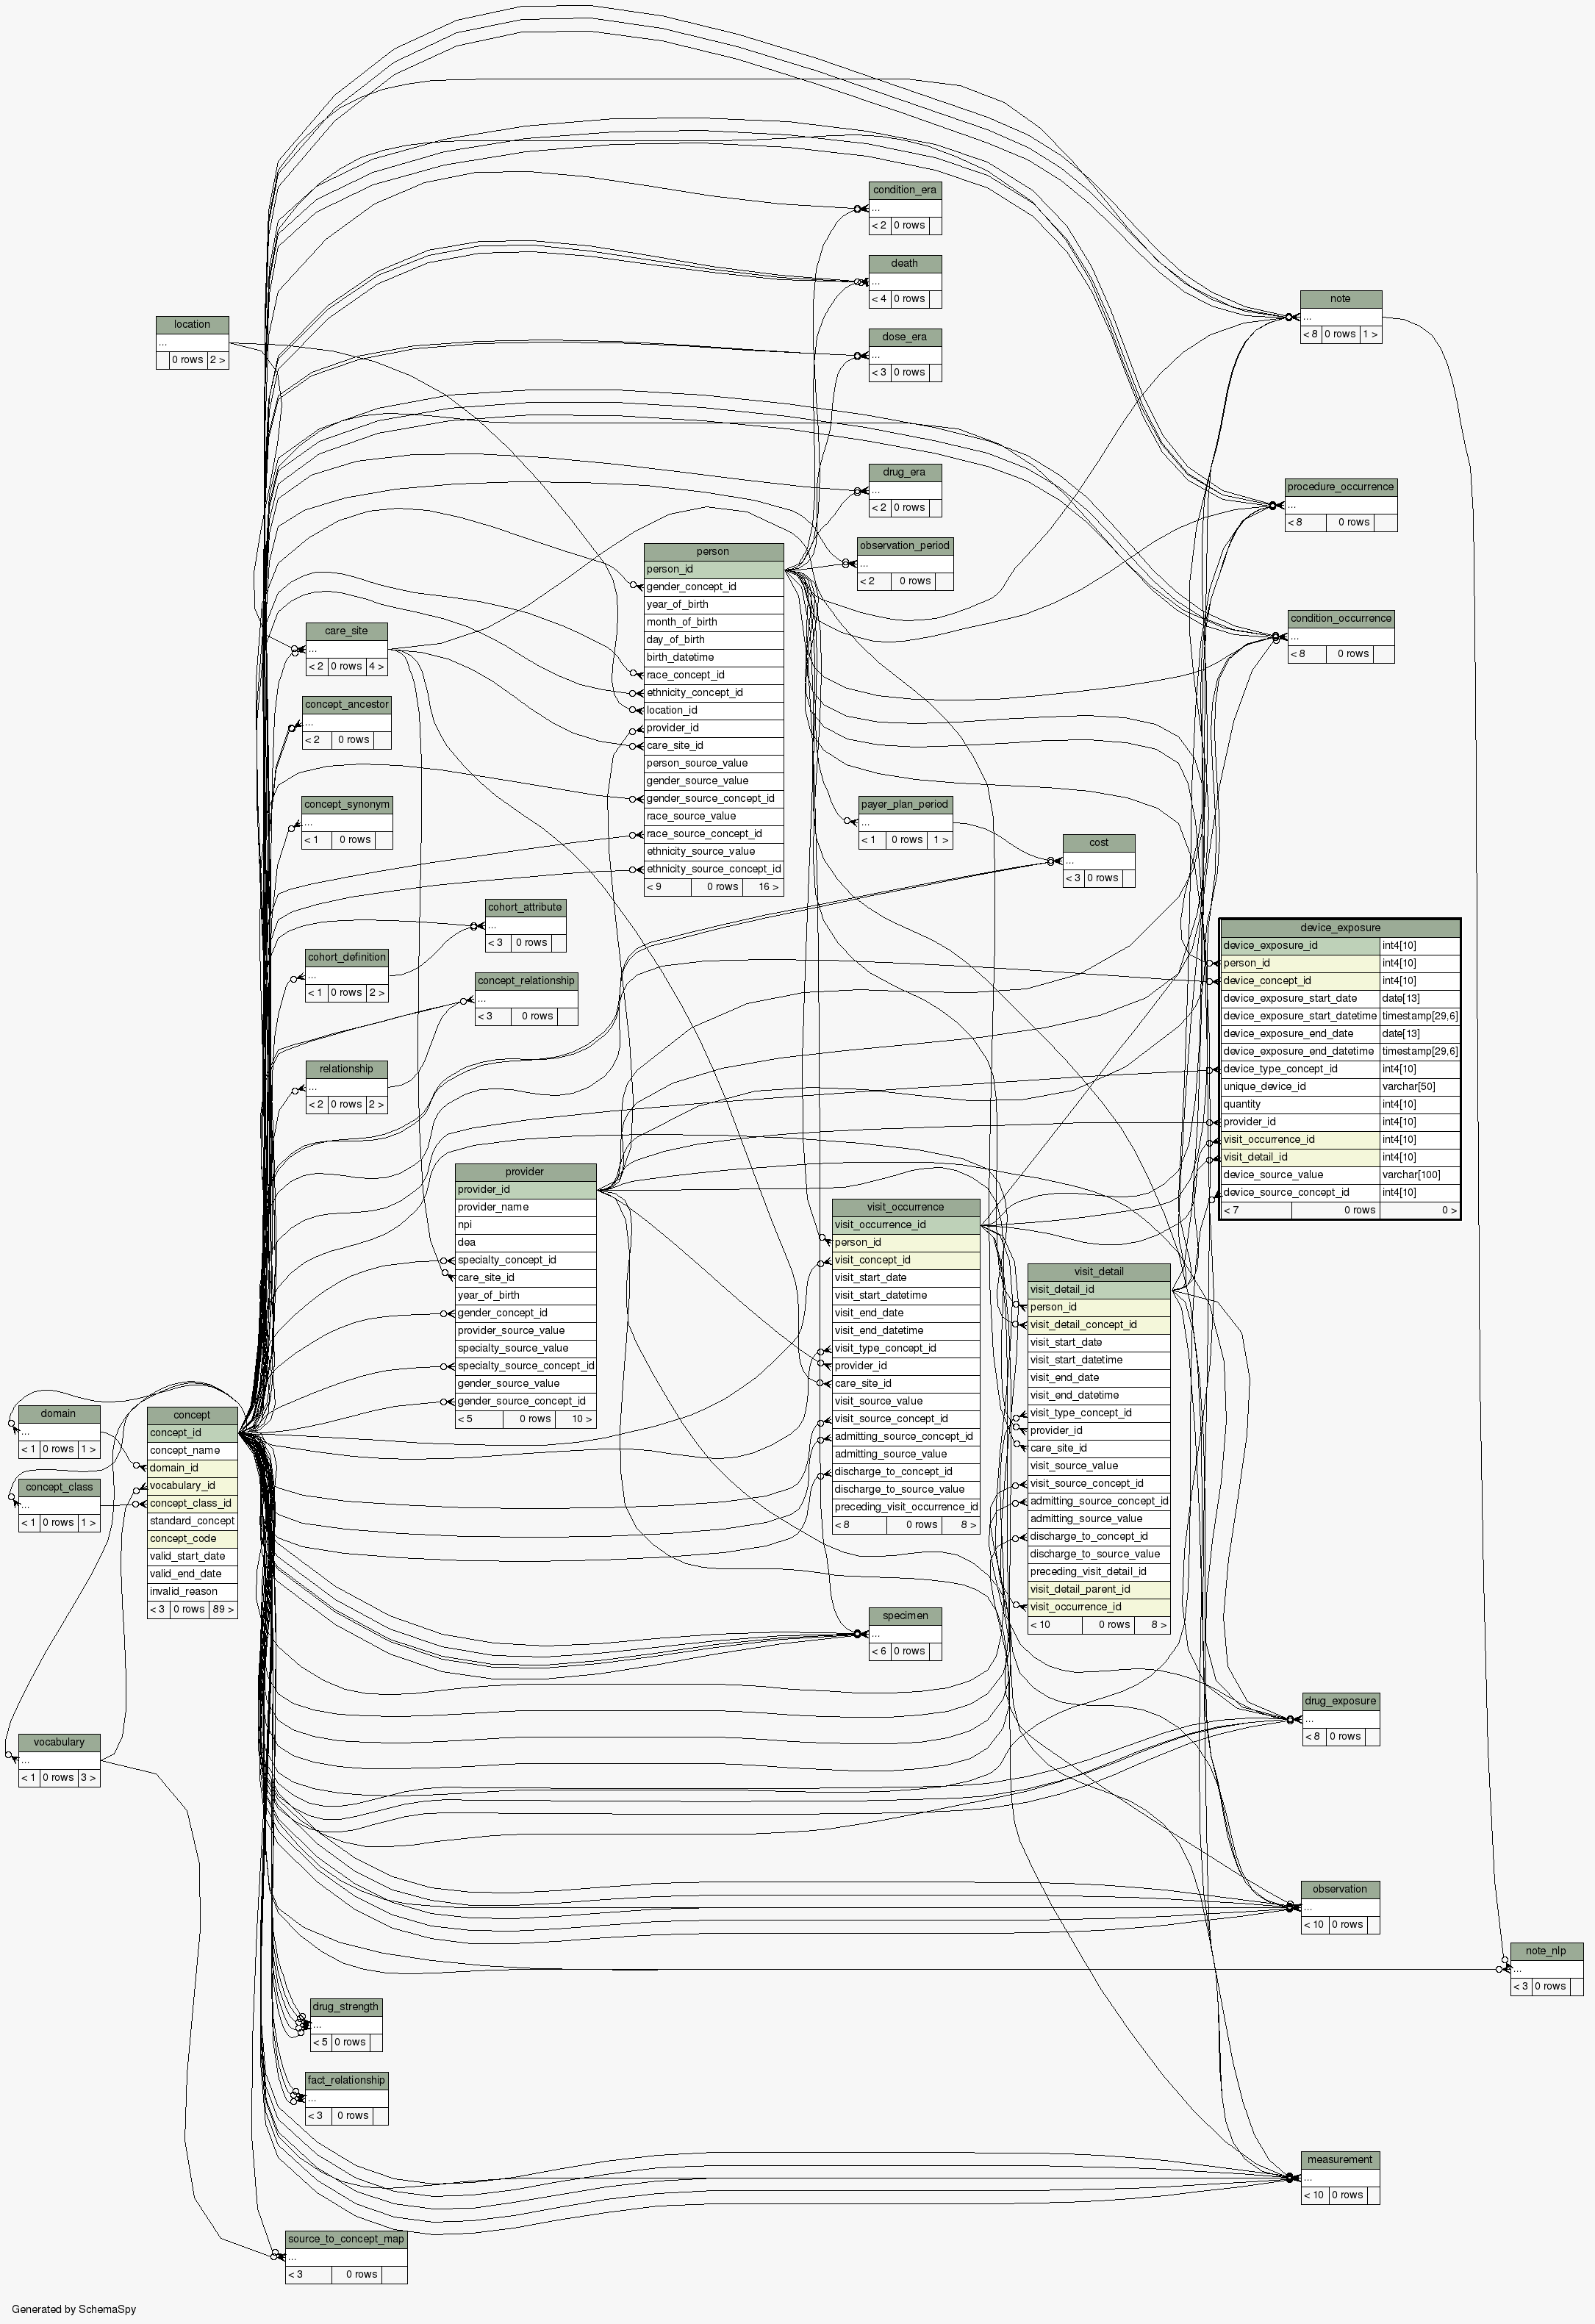 condition_era
...
< 2 0 rows
death
...
< 4 0 rows
note
...
< 8 0 rows 1 >
location
...
0 rows 2 >
dose_era
...
< 3 0 rows
drug_era
...
< 2 0 rows
procedure_occurrence
...
< 8 0 rows
observation_period
...
< 2 0 rows
person
person_id
gender_concept_id
year_of_birth
month_of_birth
day_of_birth
birth_datetime
race_concept_id
ethnicity_concept_id
location_id
provider_id
care_site_id
person_source_value
gender_source_value
gender_source_concept_id
race_source_value
race_source_concept_id
ethnicity_source_value
ethnicity_source_concept_id
< 9 0 rows 16 >
condition_occurrence
...
< 8 0 rows
care_site
...
< 2 0 rows 4 >
concept_ancestor
...
< 2 0 rows
concept_synonym
...
< 1 0 rows
payer_plan_period
...
< 1 0 rows 1 >
cost
...
< 3 0 rows
cohort_attribute
...
< 3 0 rows
cohort_definition
...
< 1 0 rows 2 >
concept_relationship
...
< 3 0 rows
relationship
...
< 2 0 rows 2 >
device_exposure
device_exposure_id int4[10]
person_id int4[10]
device_concept_id int4[10]
device_exposure_start_date date[13]
device_exposure_start_datetime timestamp[29,6]
device_exposure_end_date date[13]
device_exposure_end_datetime timestamp[29,6]
device_type_concept_id int4[10]
unique_device_id varchar[50]
quantity int4[10]
provider_id int4[10]
visit_occurrence_id int4[10]
visit_detail_id int4[10]
device_source_value varchar[100]
device_source_concept_id int4[10]
< 7 0 rows 0 >
provider
provider_id
provider_name
npi
dea
specialty_concept_id
care_site_id
year_of_birth
gender_concept_id
provider_source_value
specialty_source_value
specialty_source_concept_id
gender_source_value
gender_source_concept_id
< 5 0 rows 10 >
visit_occurrence
visit_occurrence_id
person_id
visit_concept_id
visit_start_date
visit_start_datetime
visit_end_date
visit_end_datetime
visit_type_concept_id
provider_id
care_site_id
visit_source_value
visit_source_concept_id
admitting_source_concept_id
admitting_source_value
discharge_to_concept_id
discharge_to_source_value
preceding_visit_occurrence_id
< 8 0 rows 8 >
visit_detail
visit_detail_id
person_id
visit_detail_concept_id
visit_start_date
visit_start_datetime
visit_end_date
visit_end_datetime
visit_type_concept_id
provider_id
care_site_id
visit_source_value
visit_source_concept_id
admitting_source_concept_id
admitting_source_value
discharge_to_concept_id
discharge_to_source_value
preceding_visit_detail_id
visit_detail_parent_id
visit_occurrence_id
< 10 0 rows 8 >
domain
...
< 1 0 rows 1 >
concept_class
...
< 1 0 rows 1 >
concept
concept_id
concept_name
domain_id
vocabulary_id
concept_class_id
standard_concept
concept_code
valid_start_date
valid_end_date
invalid_reason
< 3 0 rows 89 >
specimen
...
< 6 0 rows
drug_exposure
...
< 8 0 rows
vocabulary
...
< 1 0 rows 3 >
observation
...
< 10 0 rows
note_nlp
...
< 3 0 rows
drug_strength
...
< 5 0 rows
fact_relationship
...
< 3 0 rows
measurement
...
< 10 0 rows
source_to_concept_map
...
< 3 0 rows
Generated by SchemaSpy